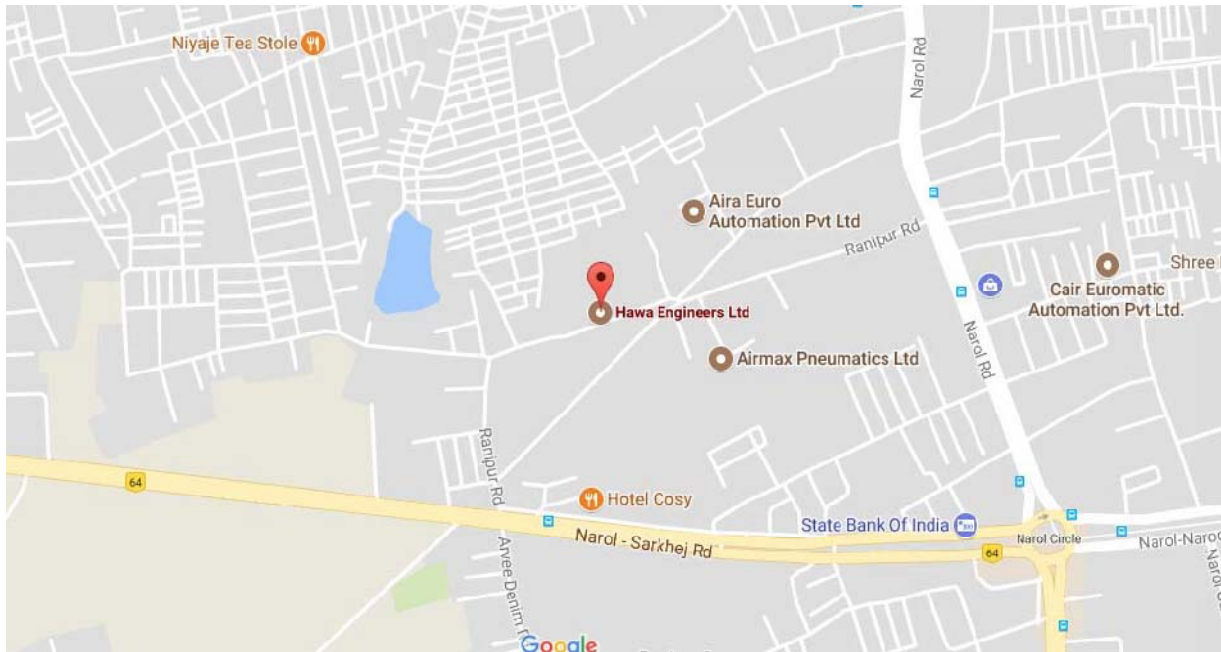 Niyaje Tea Stole
Narol Rd
Aira Euro
Automation Pvt Ltd
Ranipur Rd
Shree
Cair Euromatic
Automation Pvt Ltd.
Hawa Engineers Ltd
Narol Rd
Airmax Pneumatics Ltd
Ranipur Rd
64
Hotel Cosy
State Bank Of India
Narol - Sarkhej Rd
64
Narol Circle
Narol-Naro
Arvee Denim
Narol
Google